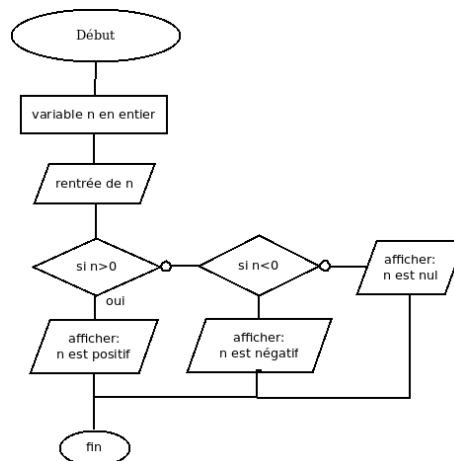 Début
variable n en entier
rentrée de n
si n>0
si n<0
afficher:
n est nul
oui
afficher:
n est positif
afficher:
n est négatif
fin